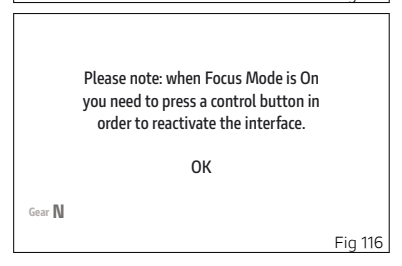 Please note: when Focus Mode is On
you need to press a control button in
order to reactivate the interface.
OK
Gear N
Fig 116